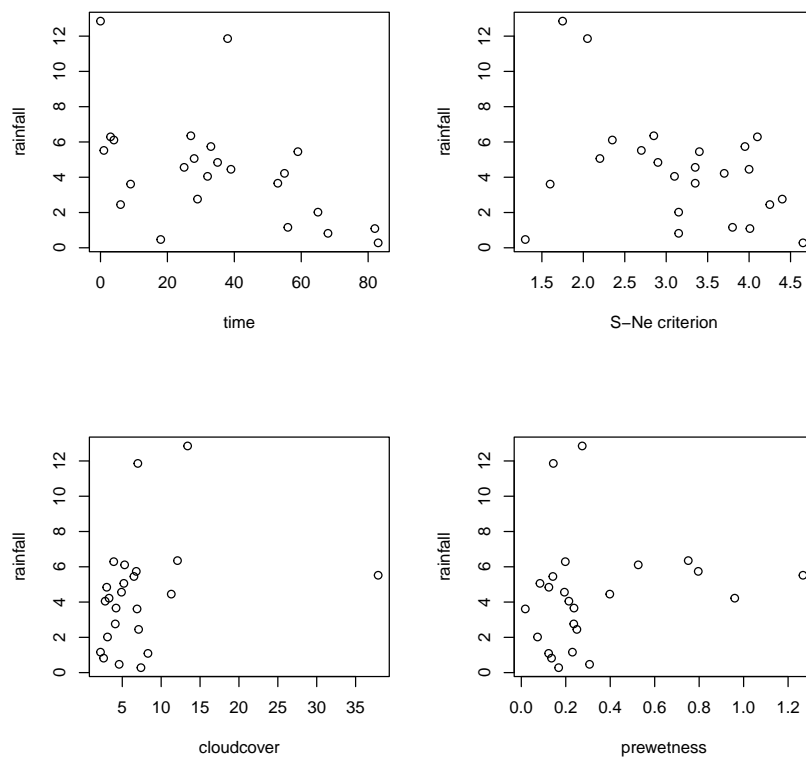 0 20 40 60 80
0 2 4 6 8 10 12
time
rainfall
1.5 2.0 2.5 3.0 3.5 4.0 4.5
0 2 4 6 8 10 12
S−Ne criterion
rainfall
5 10 15 20 25 30 35
0 2 4 6 8 10 12
cloudcover
rainfall
0.0 0.2 0.4 0.6 0.8 1.0 1.2
0 2 4 6 8 10 12
prewetness
rainfall